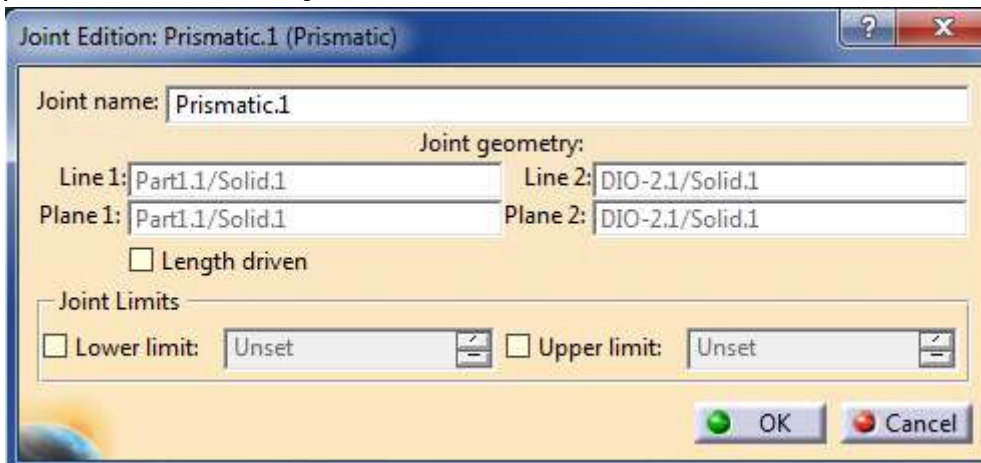 Joint Edition: Prismatic.1 (Prismatic)
Joint name: Prismatic.1
Joint geometry:
Line 1: Part1.1/Solid.1 Line 2: DIO-2.1/Solid.1
Plane 1: Part1.1/Solid.1 Plane 2: DIO-2.1/Solid.1
Length driven
Joint Limits
Lower limit: Unset Upper limit: Unset
OK Cancel